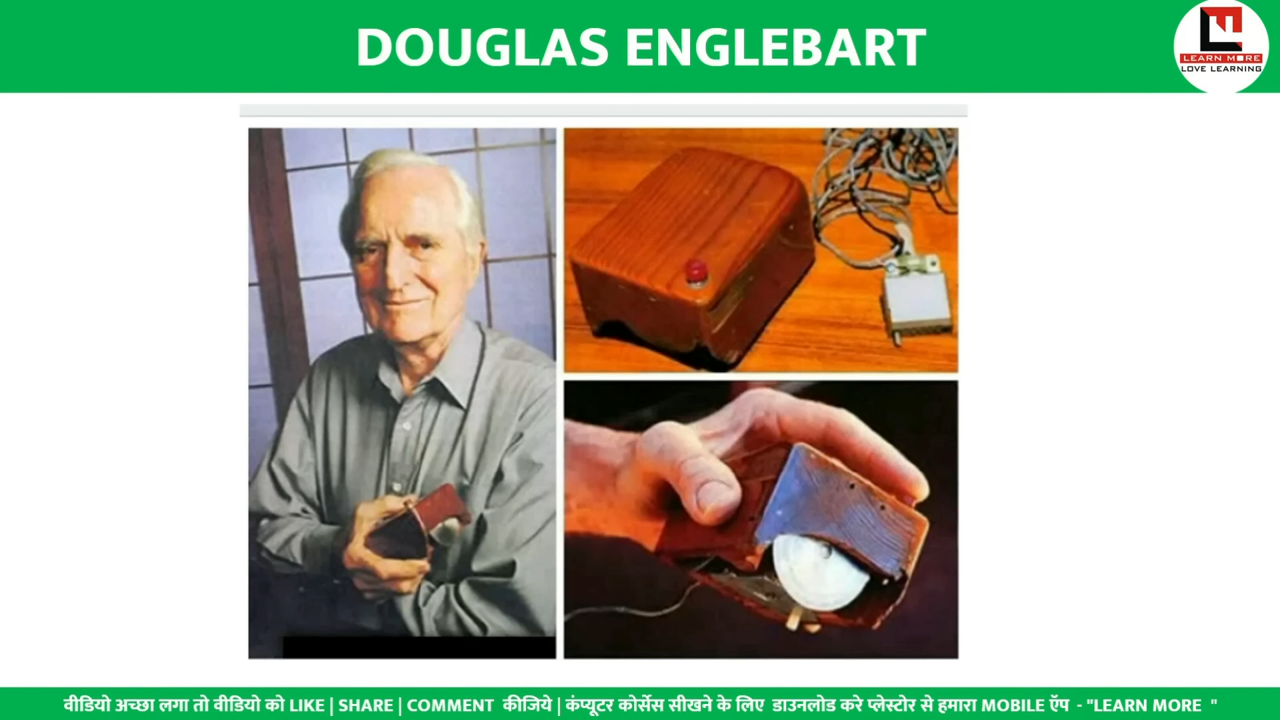 DOUGLAS ENGLEBART
LEARN MORE
LOVE LEARNING
वीडियो अच्छा लगा तो वीडियो को LIKE | SHARE | COMMENT कीजिये | कंप्यूटर कोर्सेस सीखने के लिए डाउनलोड करे प्लेस्टोर से हमारा MOBILE ऍप - "LEARN MORE "